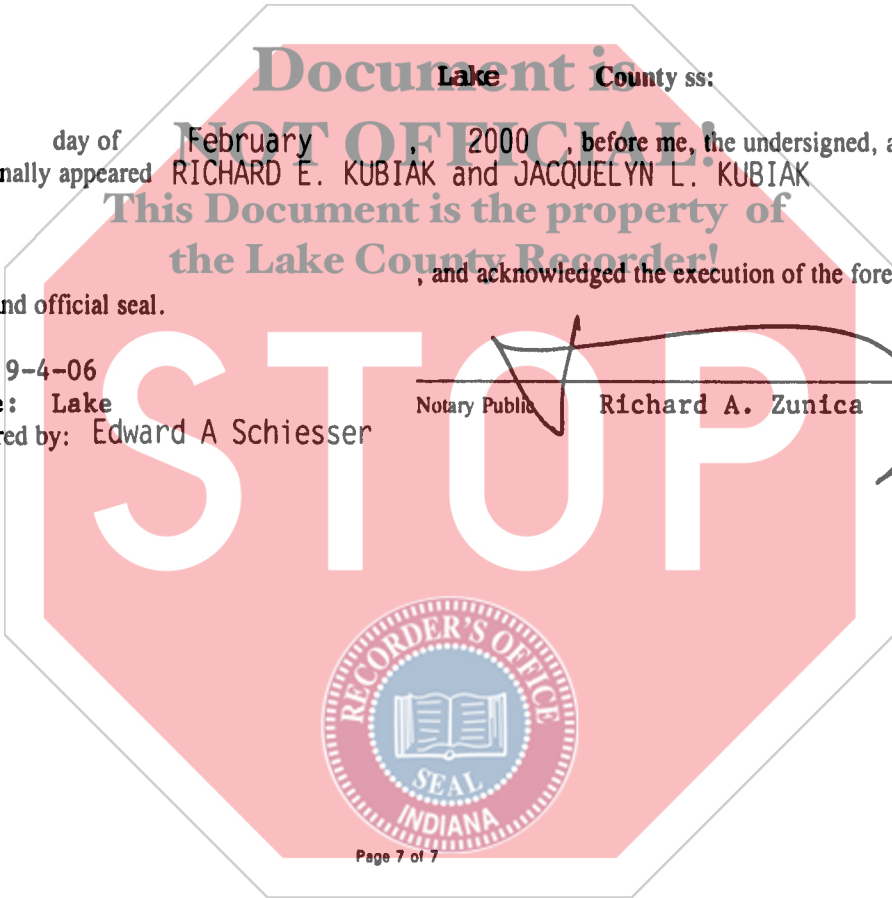 Document is
Lake County ss:
NOT OFFICIAL!
day of February , 2000 , before me, the undersigned, a
nally appeared RICHARD E. KUBIAK and JACQUELYN L. KUBIAK
This Document is the property of
the Lake County Recorder!
, and acknowledged the execution of the fore
nd official seal.
9-4-06
e: Lake
Notary Public Richard A. Zunica
red by: Edward A Schiesser
STOP
RECORDER'S OFFICE
SEAL
INDIANA
Page 7 of 7